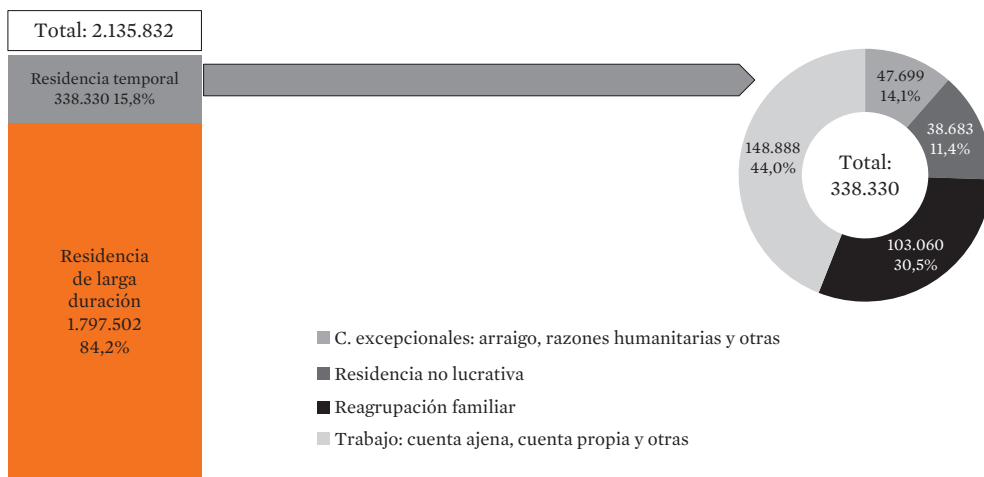 Total: 2.135.832
Residencia temporal
338.330 15,8%
Residencia
de larga
duración
1.797.502
84,2%
47.699
14,1%
38.683
11,4%
148.888
44,0%
Total:
338.330
103.060
30,5%
C. excepcionales: arraigo, razones humanitarias y otras
Residencia no lucrativa
Reagrupación familiar
Trabajo: cuenta ajena, cuenta propia y otras